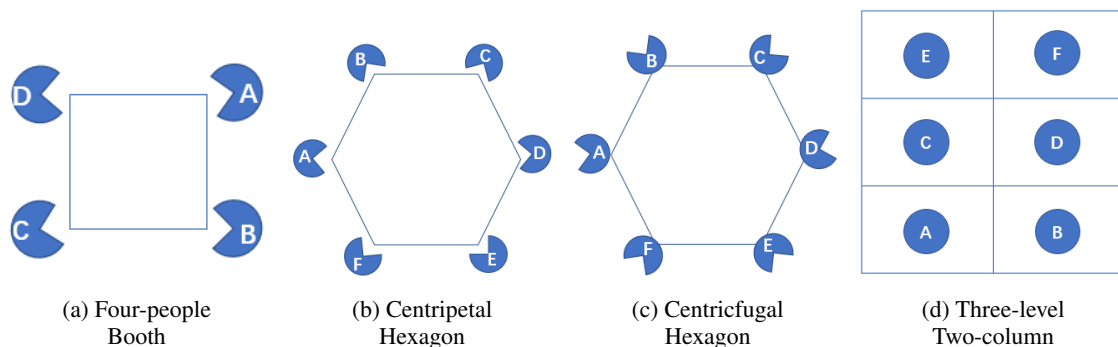 D
A
C
B
B
C
A
D
F
E
B
C
A
D
F
E
E
F
C
D
A
B
(a) Four-people
Booth
(b) Centripetal
Hexagon
(c) Centricfugal
Hexagon
(d) Three-level
Two-column